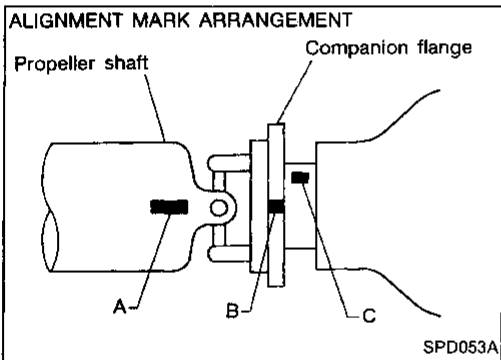 ALIGNMENT MARK ARRANGEMENT
Companion flange
Propeller shaft
A
B
C
SPD053A